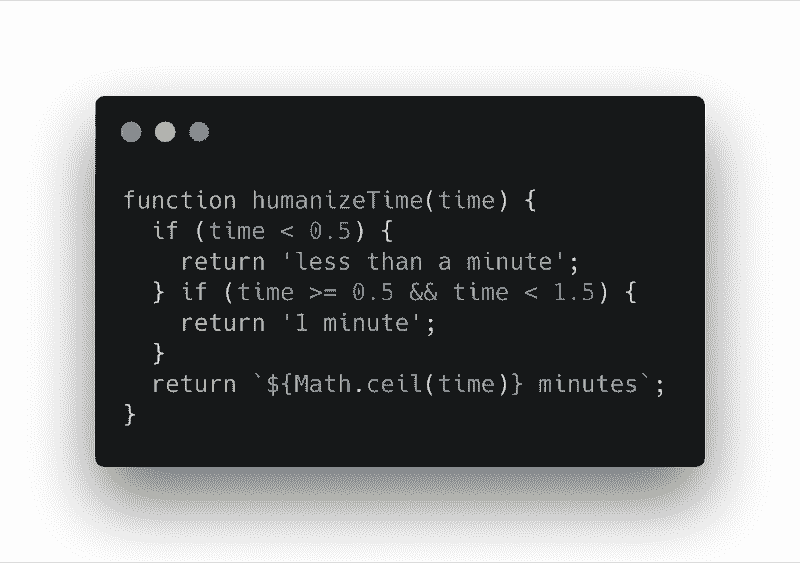 function humanizeTime(time) {
  if (time < 0.5) {
    return 'less than a minute';
  } if (time >= 0.5 && time < 1.5) {
    return '1 minute';
  }
  return `${Math.ceil(time)} minutes`;
}